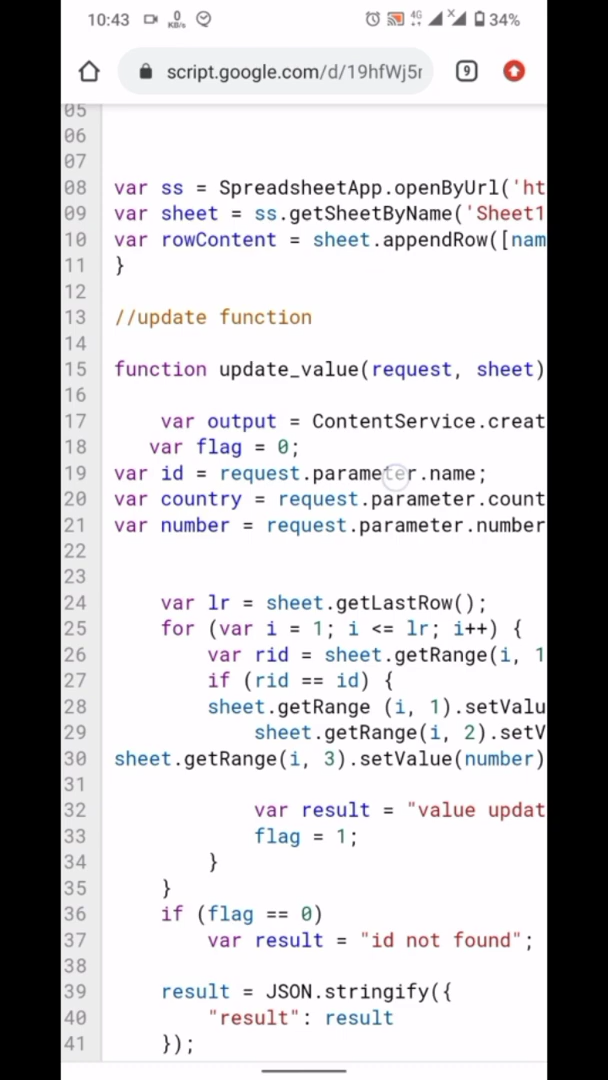 10:43 0 KB/s 4G x 34%
script.google.com/d/19hfWj5r 9
05
06
07
08 var ss = SpreadsheetApp.openByUrl('ht
09 var sheet = ss.getSheetByName('Sheet1
10 var rowContent = sheet.appendRow([nam
11 }
12
13 //update function
14
15 function update_value(request, sheet)
16
17 var output = ContentService.creat
18 var flag = 0;
19 var id = request.parameter.name;
20 var country = request.parameter.count
21 var number = request.parameter.number
22
23
24 var lr = sheet.getLastRow();
25 for (var i = 1; i <= lr; i++) {
26 var rid = sheet.getRange(i, 1
27 if (rid == id) {
28 sheet.getRange (i, 1).setValu
29 sheet.getRange(i, 2).setV
30 sheet.getRange(i, 3).setValue(number)
31
32 var result = "value updat
33 flag = 1;
34 }
35 }
36 if (flag == 0)
37 var result = "id not found";
38
39 result = JSON.stringify({
40 "result": result
41 });